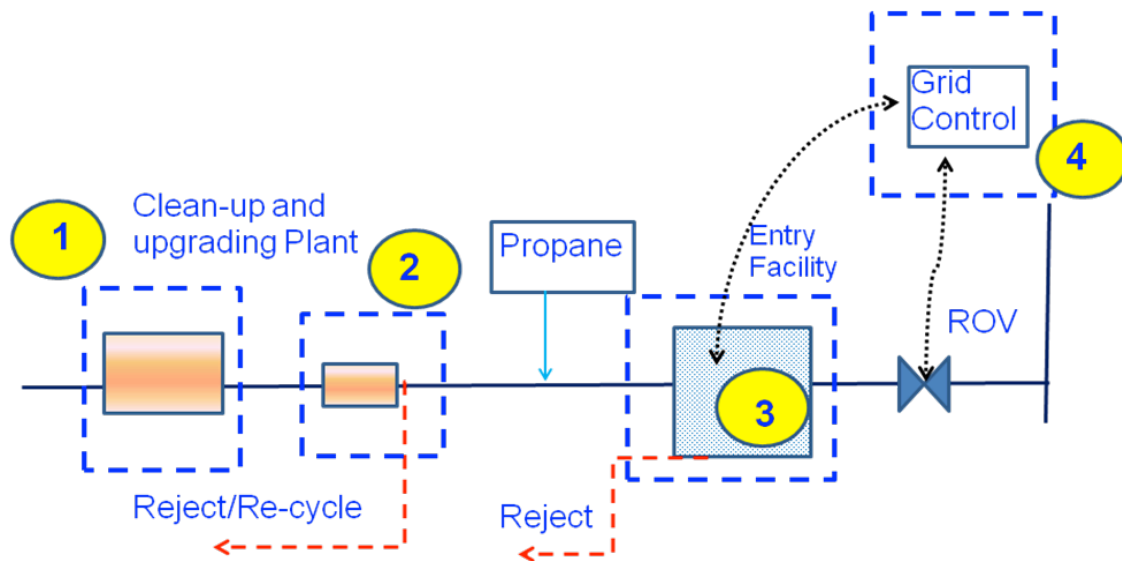 Grid
Control
4
1
Clean-up and
upgrading Plant
2
Propane
Entry
Facility
3
ROV
Reject/Re-cycle
Reject